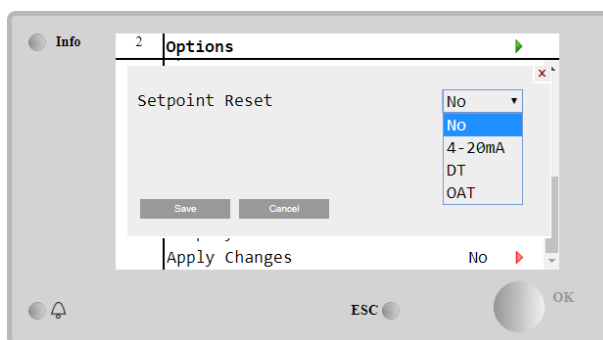 Info
2 Options
x
Setpoint Reset No
No
4-20mA
DT
OAT
Save Cancel
Apply Changes No
ESC
OK